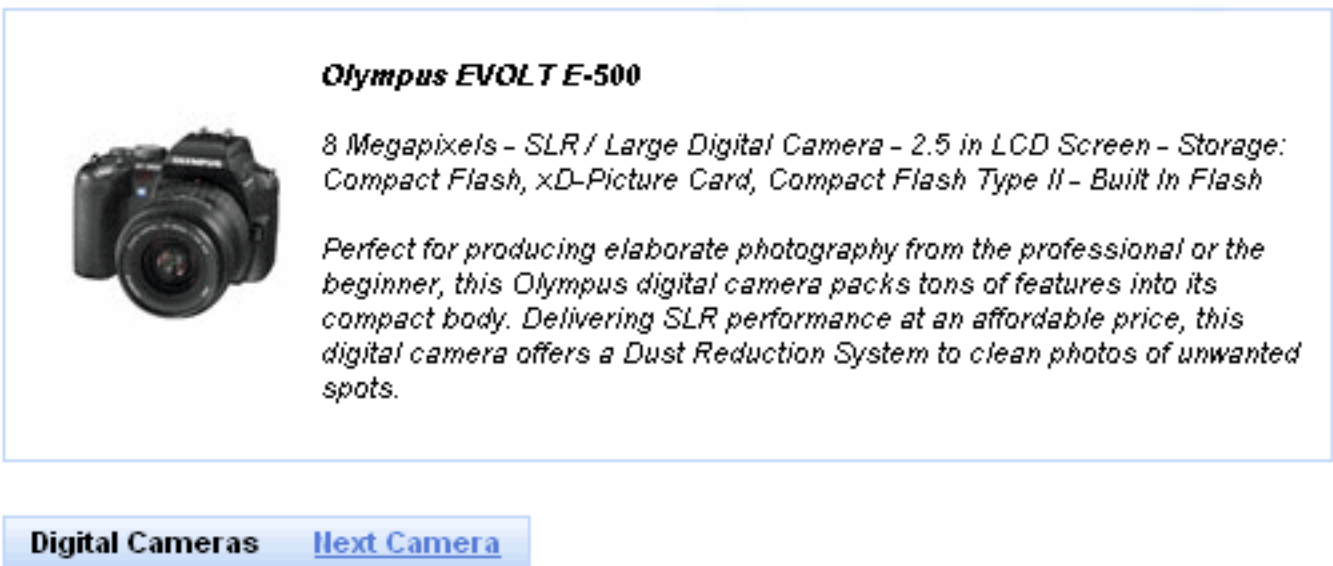 Olympus EVOLT E-500
8 Megapixels - SLR / Large Digital Camera - 2.5 in LCD Screen - Storage:
Compact Flash, xD-Picture Card, Compact Flash Type II - Built In Flash
Perfect for producing elaborate photography from the professional or the
beginner, this Olympus digital camera packs tons of features into its
compact body. Delivering SLR performance at an affordable price, this
digital camera offers a Dust Reduction System to clean photos of unwanted
spots.
OLYMPUS
Digital Cameras Next Camera